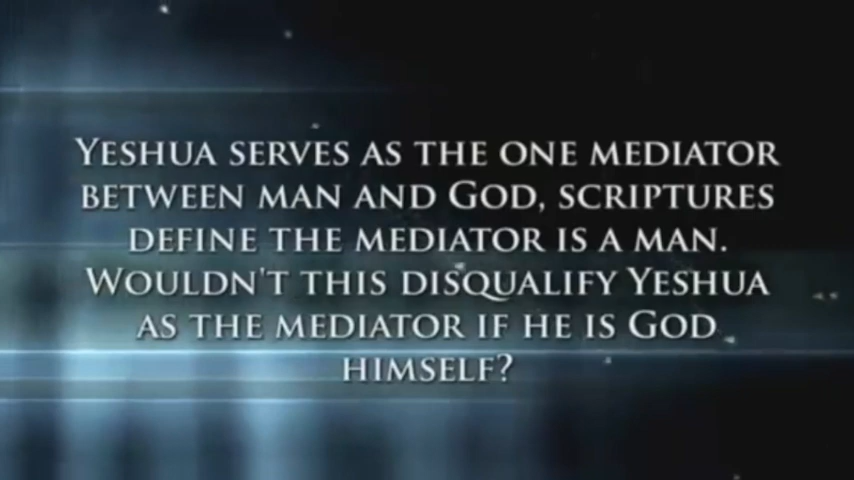 Yeshua serves as the one mediator
between man and God, scriptures
define the mediator is a man.
Wouldn't this disqualify Yeshua
as the mediator if he is God
himself?